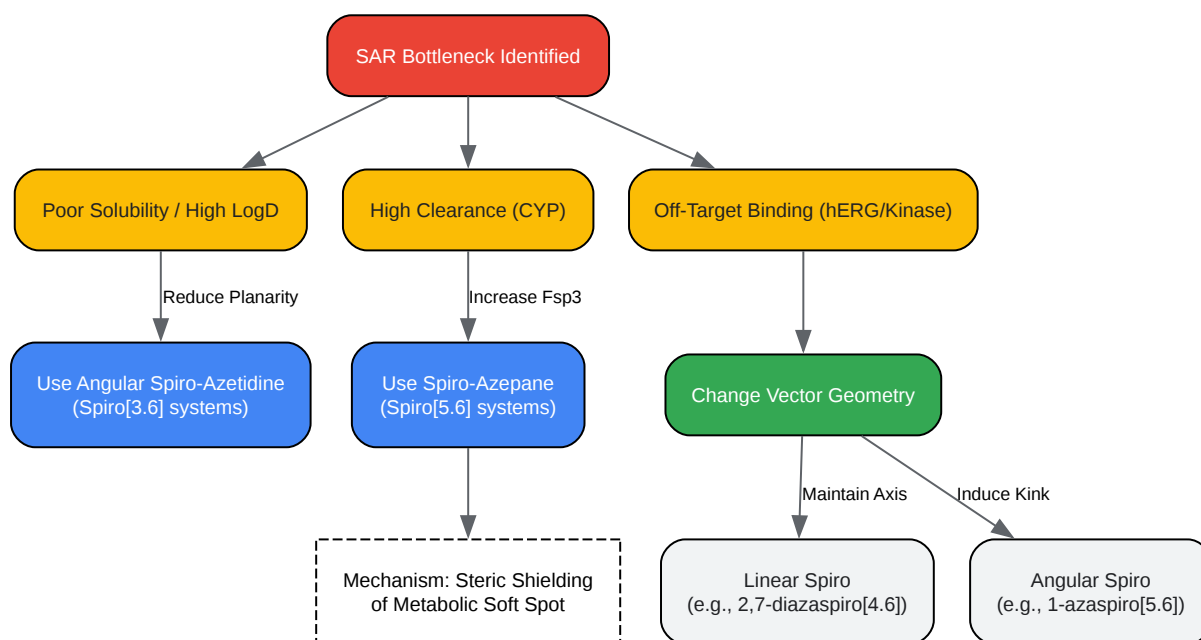 SAR Bottleneck Identified
Poor Solubility / High LogD
High Clearance (CYP)
Off-Target Binding (hERG/Kinase)
Reduce Planarity
Increase Fsp3
Use Angular Spiro-Azetidine
(Spiro[3.6] systems)
Use Spiro-Azepane
(Spiro[5.6] systems)
Change Vector Geometry
Maintain Axis
Induce Kink
Mechanism: Steric Shielding
of Metabolic Soft Spot
Linear Spiro
(e.g., 2,7-diazaspiro[4.6])
Angular Spiro
(e.g., 1-azaspiro[5.6])